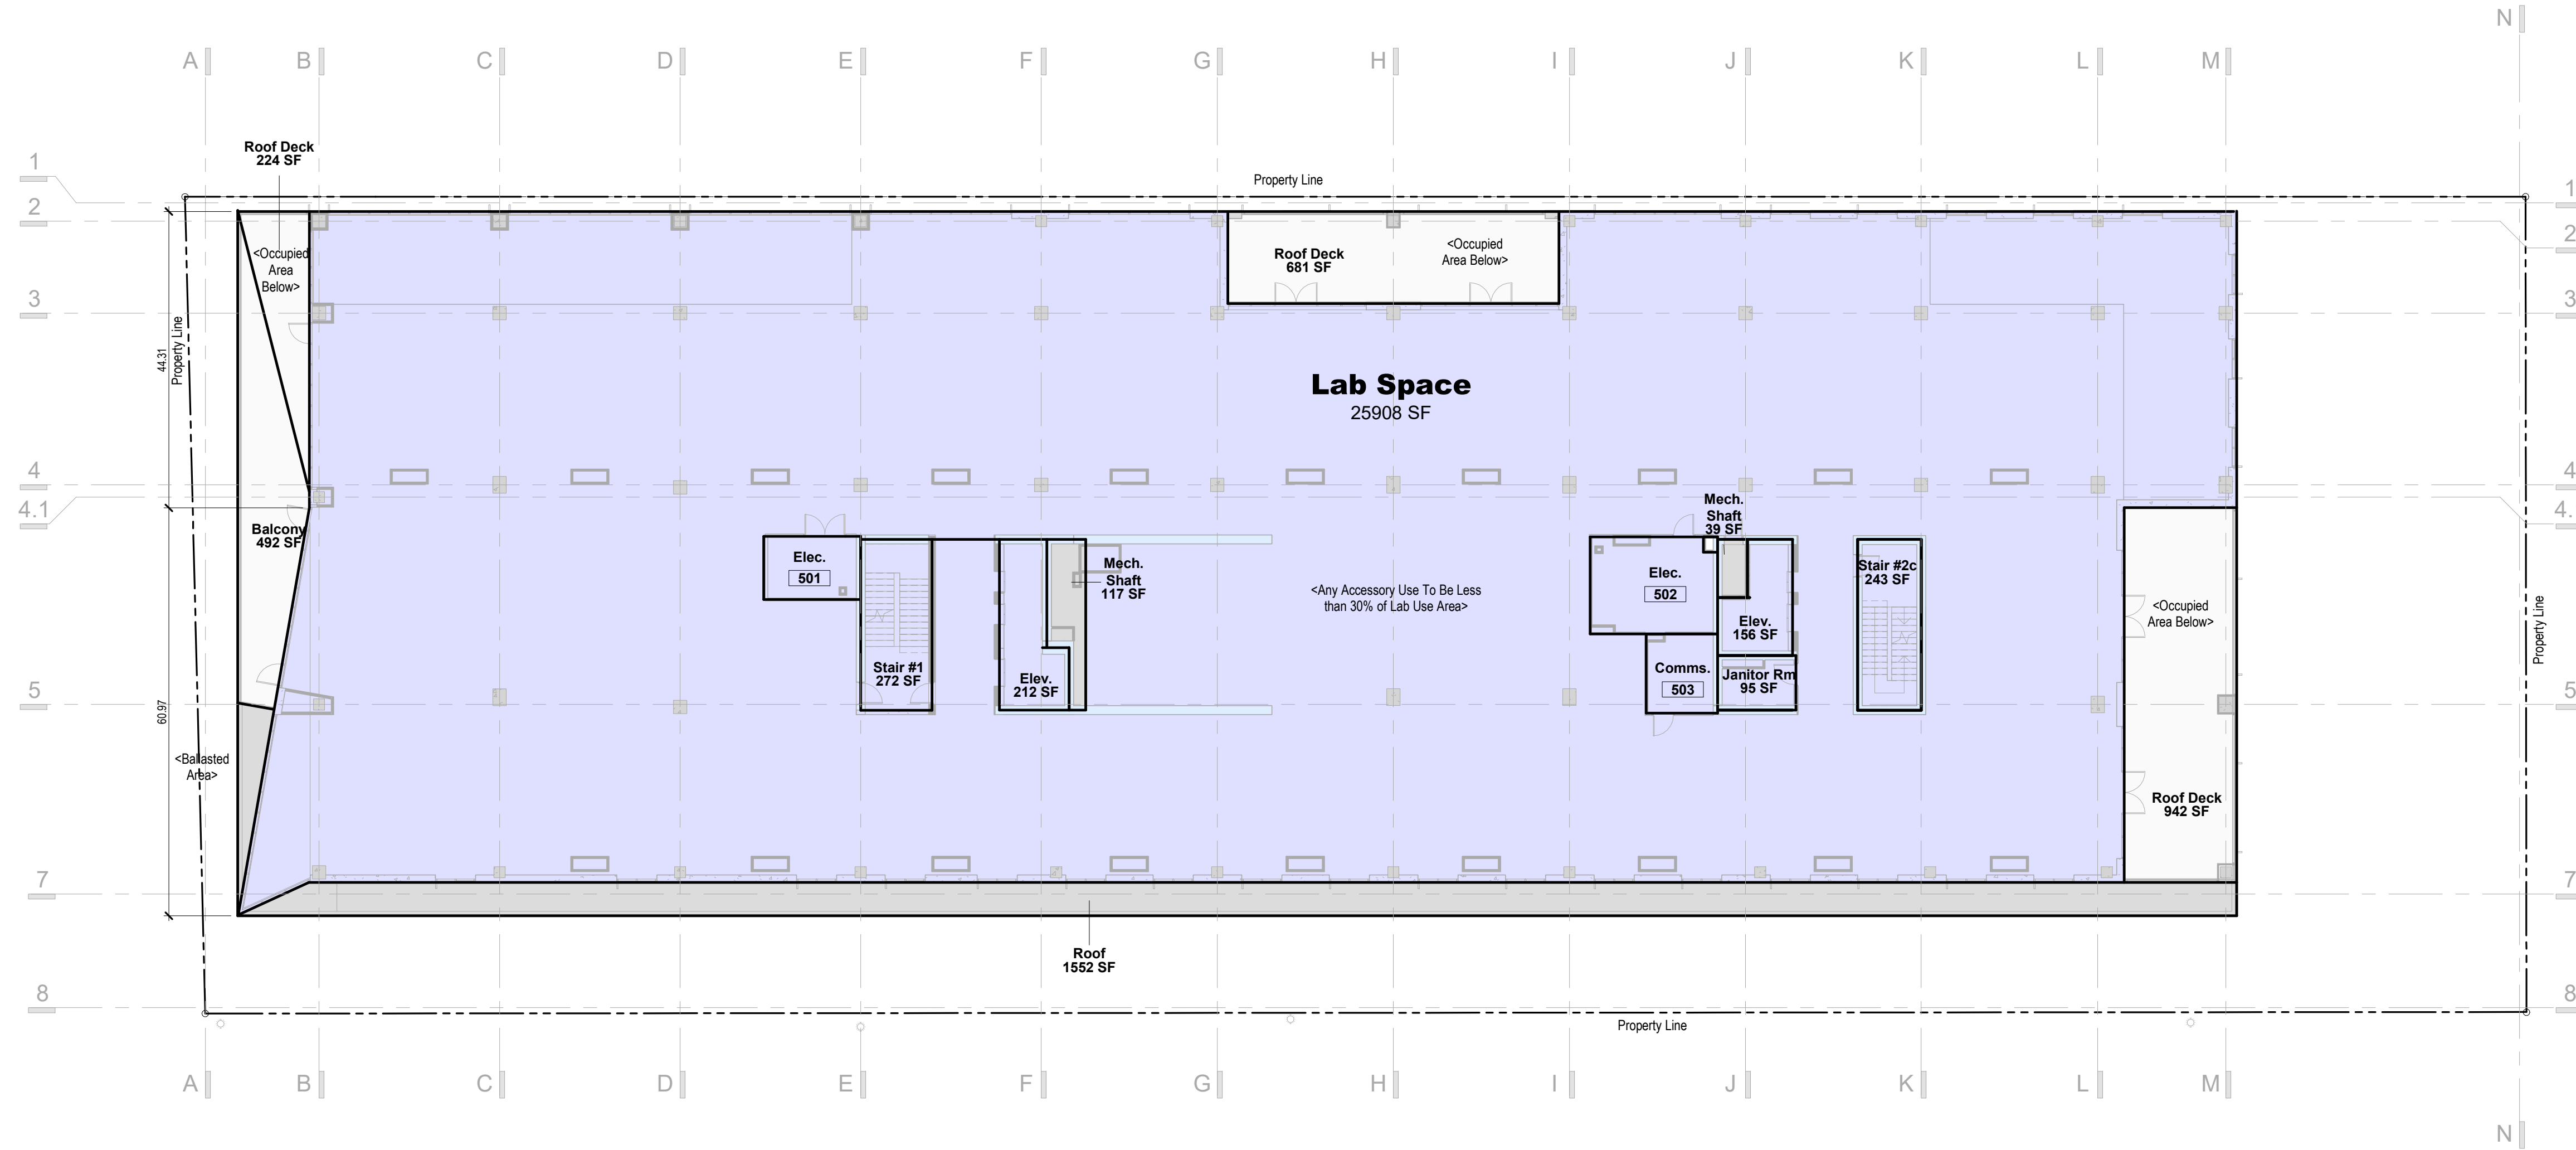 N
A B C D E F G H I J K L M
Roof Deck
224 SF
1
Property Line
1
2
2
<Occupied
Area
Below>
Roof Deck
681 SF
<Occupied
Area Below>
3
3
44.31
Property Line
Lab Space
25908 SF
4
4
4.1
4.
Mech.
Shaft
39 SF
Balcony
492 SF
Elec.
501
Mech.
Shaft
117 SF
<Any Accessory Use To Be Less
than 30% of Lab Use Area>
Elec.
502
Stair #2c
243 SF
<Occupied
Area Below>
Property Line
Elev.
156 SF
Stair #1
272 SF
Elev.
212 SF
Comms.
503
Janitor Rm
95 SF
5
5
60.97
<Ballasted
Area>
Roof Deck
942 SF
7
7
Roof
1552 SF
8
8
Property Line
A B C D E F G H I J K L M
N